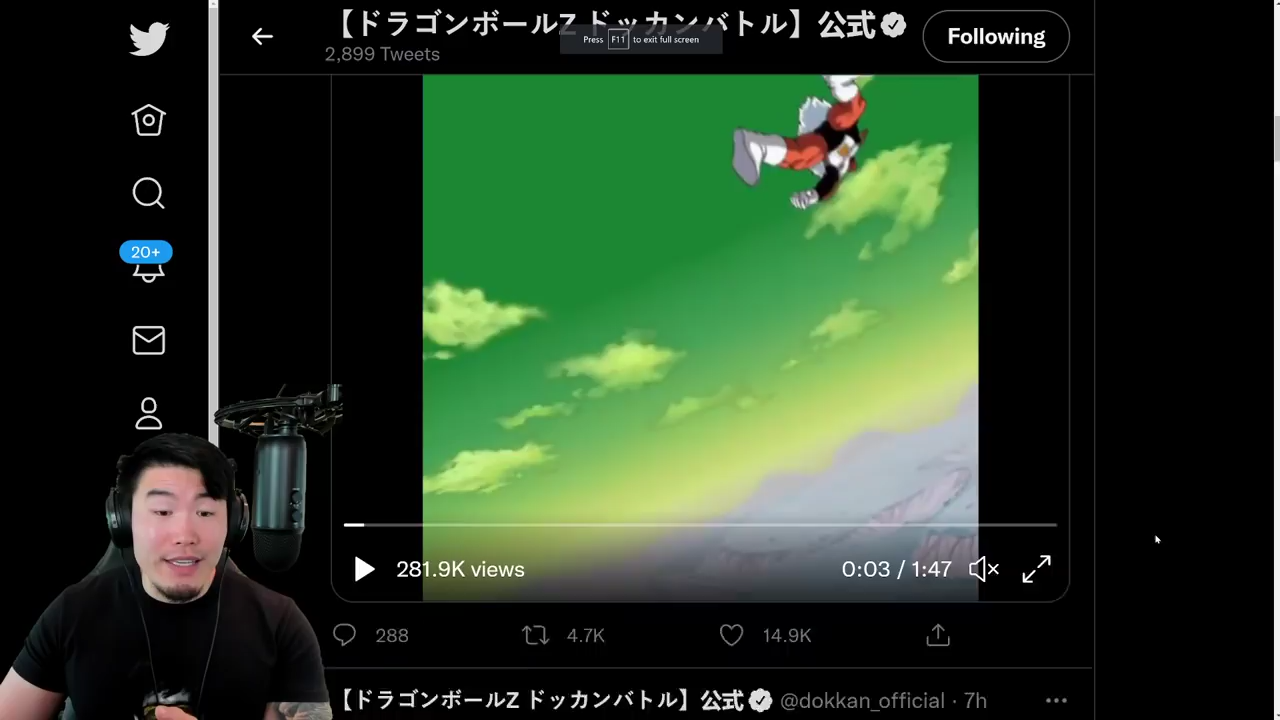 【ドラゴンボールZ ドッカンバトル】公式
Following
2,899 Tweets
Press F11 to exit full screen
20+
281.9K views
0:03 / 1:47
288
4.7K
14.9K
【ドラゴンボールZ ドッカンバトル】公式 @dokkan_official · 7h